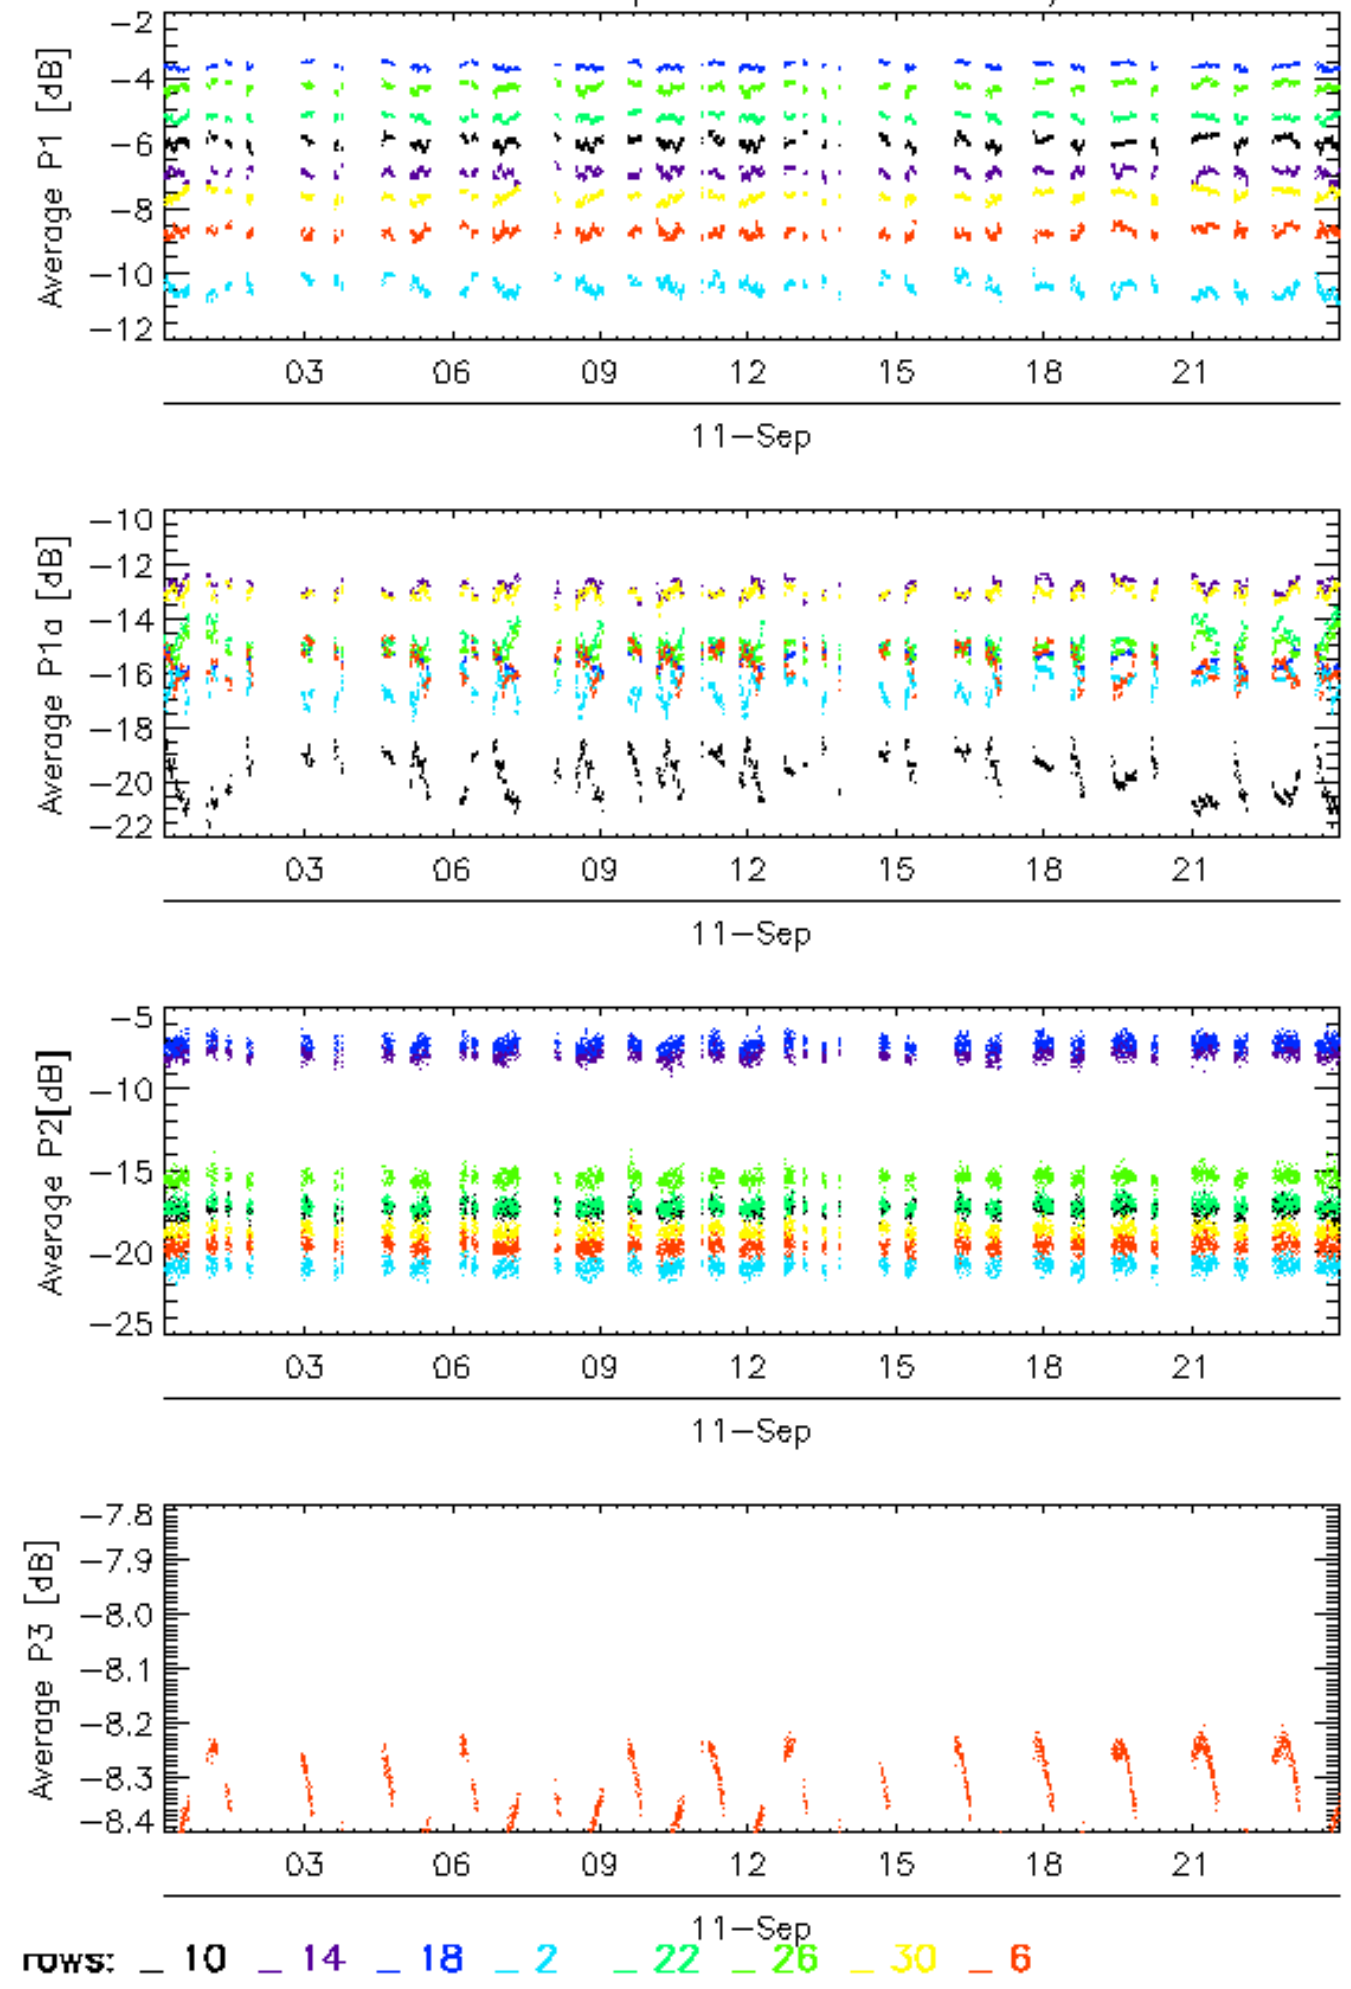 Average P1 [dB]
-2
-4
-6
-8
-10
-12
03 06 09 12 15 18 21
11-Sep
Average P1a [dB]
-10
-12
-14
-16
-18
-20
-22
03 06 09 12 15 18 21
11-Sep
Average P2[dB]
-5
-10
-15
-20
-25
03 06 09 12 15 18 21
11-Sep
Average P3 [dB]
-7.8
-7.9
-8.0
-8.1
-8.2
-8.3
-8.4
03 06 09 12 15 18 21
11-Sep
rows: _ 10 _ 14 _ 18 _ 2 _ 22 _ 26 _ 30 _ 6